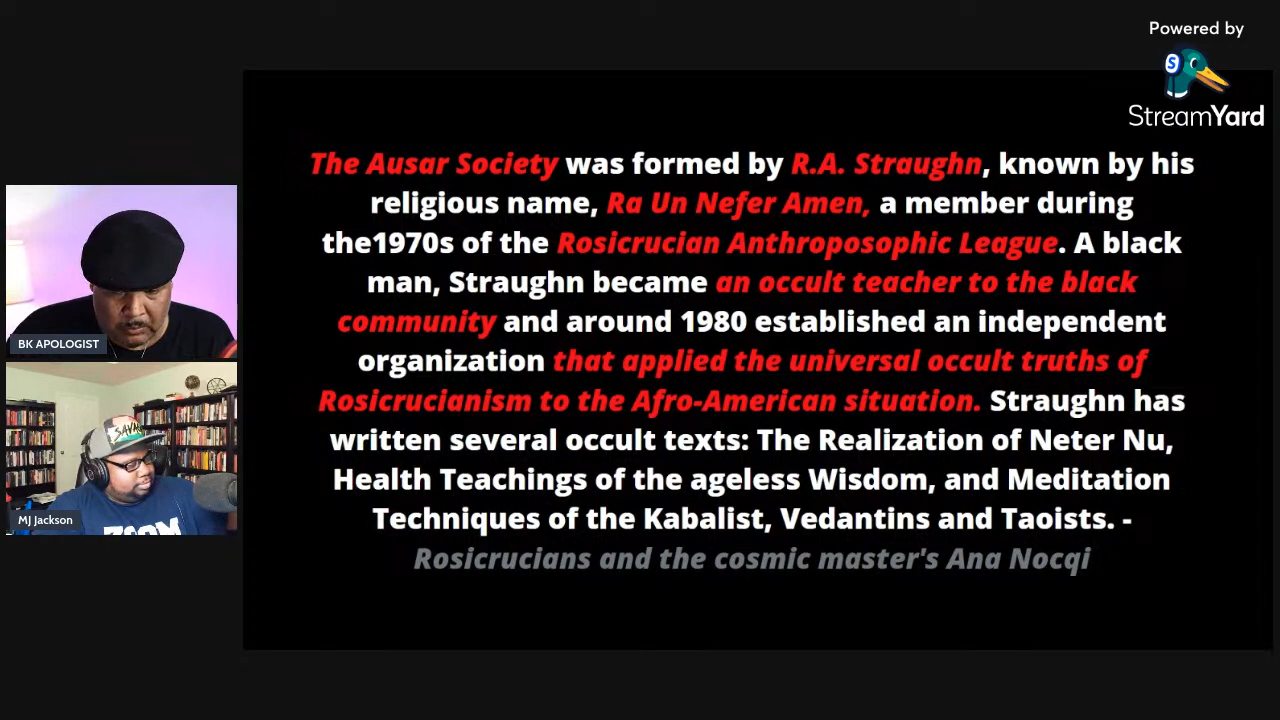 Powered by
StreamYard
The Ausar Society was formed by R.A. Straughn, known by his
religious name, Ra Un Nefer Amen, a member during
the1970s of the Rosicrucian Anthroposophic League. A black
man, Straughn became an occult teacher to the black
community and around 1980 established an independent
organization that applied the universal occult truths of
Rosicrucianism to the Afro-American situation. Straughn has
written several occult texts: The Realization of Neter Nu,
Health Teachings of the ageless Wisdom, and Meditation
Techniques of the Kabalist, Vedantins and Taoists. -
Rosicrucians and the cosmic master's Ana Nocqi
BK APOLOGIST
MJ Jackson
ZOOM